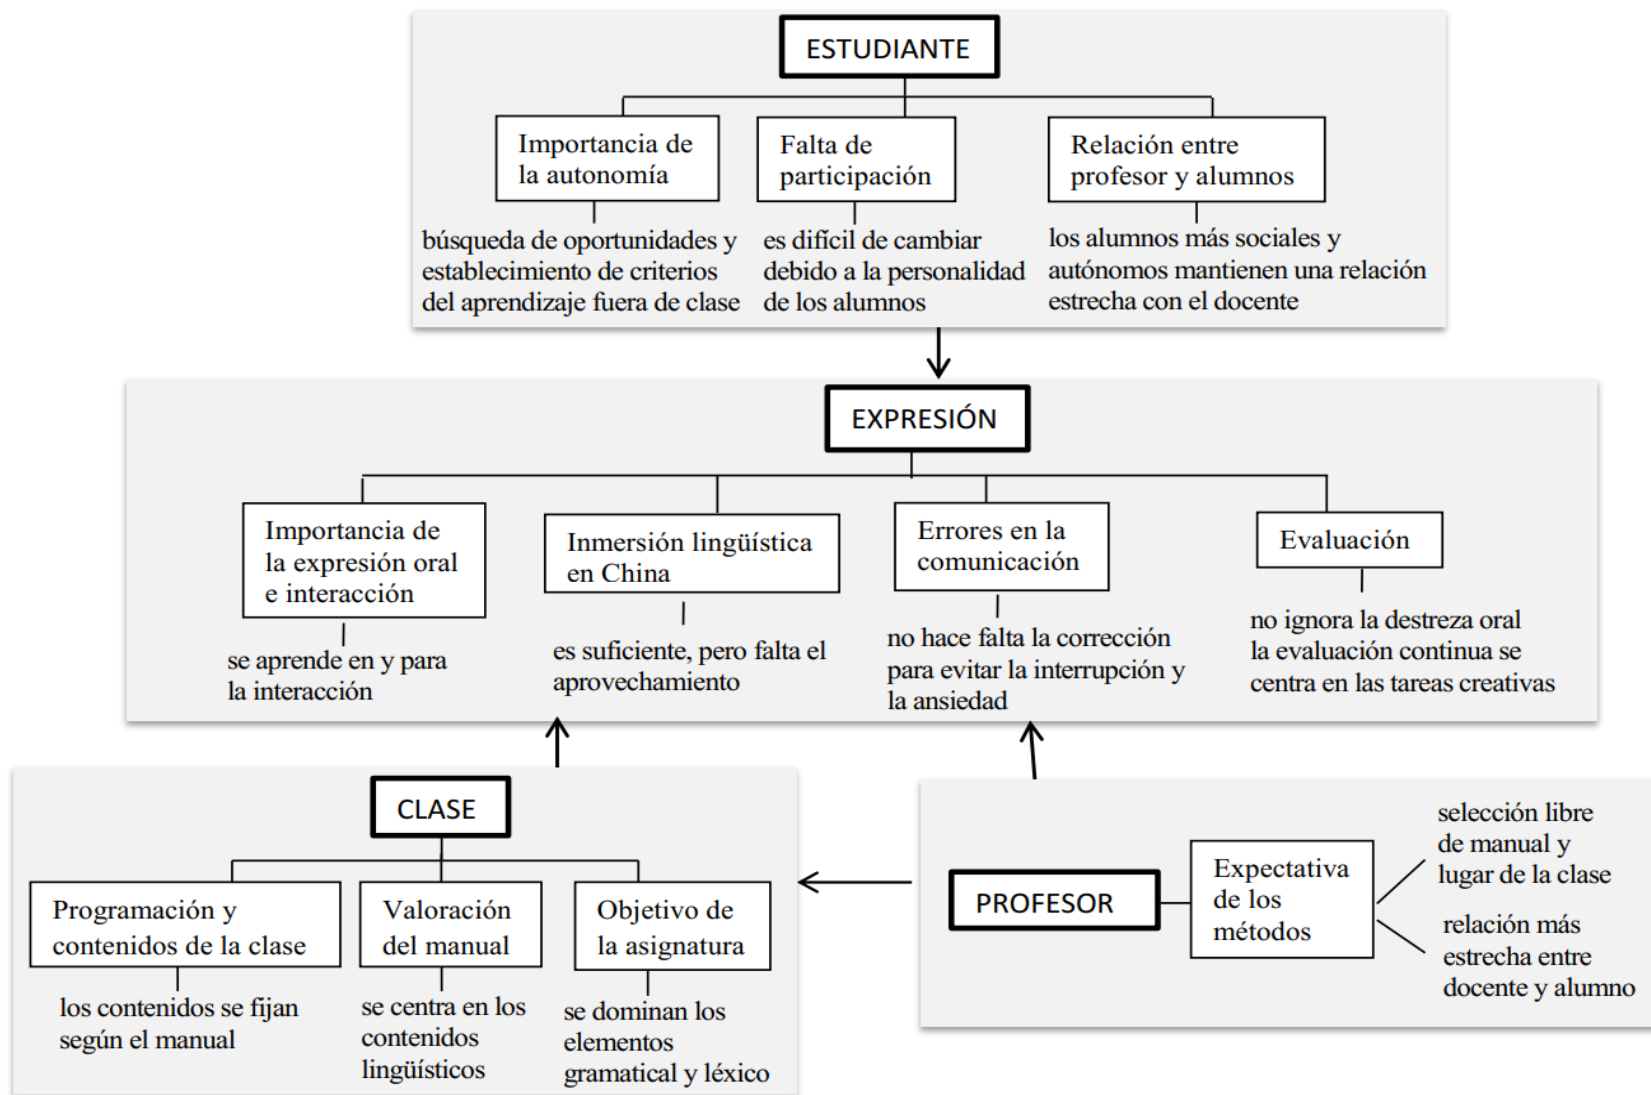 ESTUDIANTE
Importancia de
la autonomía
búsqueda de oportunidades y
establecimiento de criterios
del aprendizaje fuera de clase
Falta de
participación
es difícil de cambiar
debido a la personalidad
de los alumnos
Relación entre
profesor y alumnos
los alumnos más sociales y
autónomos mantienen una relación
estrecha con el docente
EXPRESIÓN
Importancia de
la expresión oral
e interacción
se aprende en y para
la interacción
Inmersión lingüística
en China
es suficiente, pero falta el
aprovechamiento
Errores en la
comunicación
no hace falta la corrección
para evitar la interrupción y
la ansiedad
Evaluación
no ignora la destreza oral
la evaluación continua se
centra en las tareas creativas
CLASE
Programación y
contenidos de la clase
los contenidos se fijan
según el manual
Valoración
del manual
se centra en los
contenidos
lingüísticos
Objetivo de
la asignatura
se dominan los
elementos
gramatical y léxico
PROFESOR
Expectativa
de los
métodos
selección libre
de manual y
lugar de la clase
relación más
estrecha entre
docente y alumno